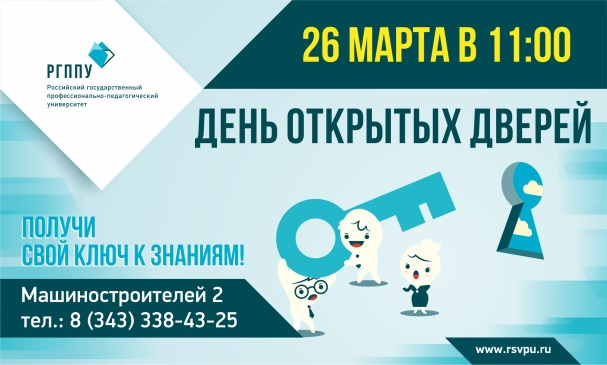 РГППУ
Российский государственный
профессионально-педагогический
университет
26 МАРТА В 11:00
ДЕНЬ ОТКРЫТЫХ ДВЕРЕЙ
ПОЛУЧИ
СВОЙ КЛЮЧ К ЗНАНИЯМ!
Машиностроителей 2
тел.: 8 (343) 338-43-25
www.rsvpu.ru